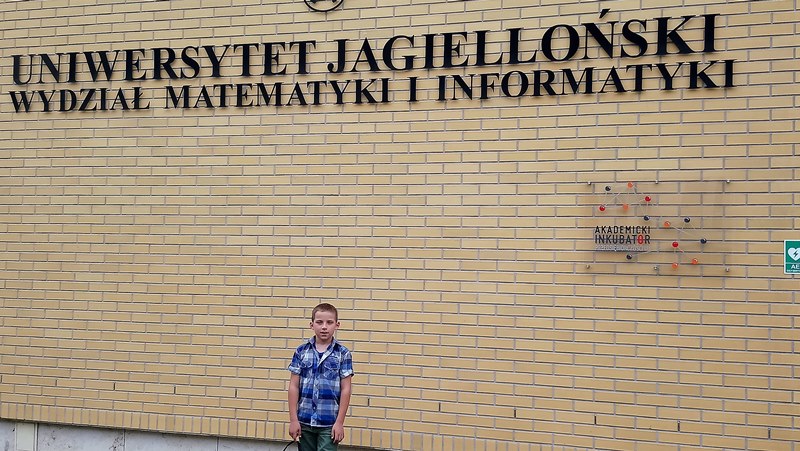 UNIWERSYTET JAGIELLOŃSKI
WYDZIAŁ MATEMATYKI I INFORMATYKI
AKADEMICKI
INKUBATOR